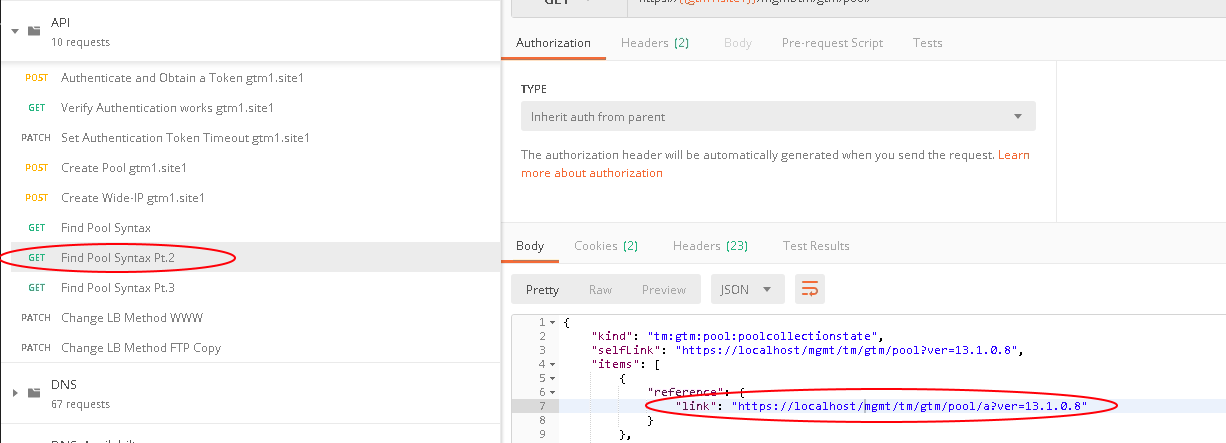 API
10 requests
POST Authenticate and Obtain a Token gtm1.site1
GET Verify Authentication works gtm1.site1
PATCH Set Authentication Token Timeout gtm1.site1
POST Create Pool gtm1.site1
POST Create Wide-IP gtm1.site1
GET Find Pool Syntax
GET Find Pool Syntax Pt.2
GET Find Pool Syntax Pt.3
PATCH Change LB Method WWW
PATCH Change LB Method FTP Copy
DNS
67 requests
Authorization Headers (2) Body Pre-request Script Tests
TYPE
Inherit auth from parent
The authorization header will be automatically generated when you send the request. Learn
more about authorization
Body Cookies (2) Headers (23) Test Results
Pretty Raw Preview JSON
1 {
2 "kind": "tm:gtm:pool:poolcollectionstate",
3 "selfLink": "https://localhost/mgmt/tm/gtm/pool?ver=13.1.0.8",
4 "items": [
5 {
6 "reference": {
7 "link": "https://localhost/mgmt/tm/gtm/pool/a?ver=13.1.0.8"
8 }
9 },